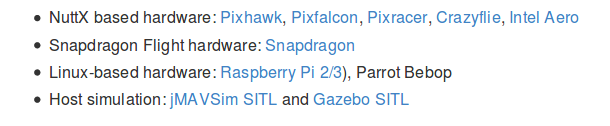 • NuttX based hardware: Pixhawk, Pixfalcon, Pixracer, Crazyflie, Intel Aero
• Snapdragon Flight hardware: Snapdragon
• Linux-based hardware: Raspberry Pi 2/3), Parrot Bebop
• Host simulation: jMAVSim SITL and Gazebo SITL